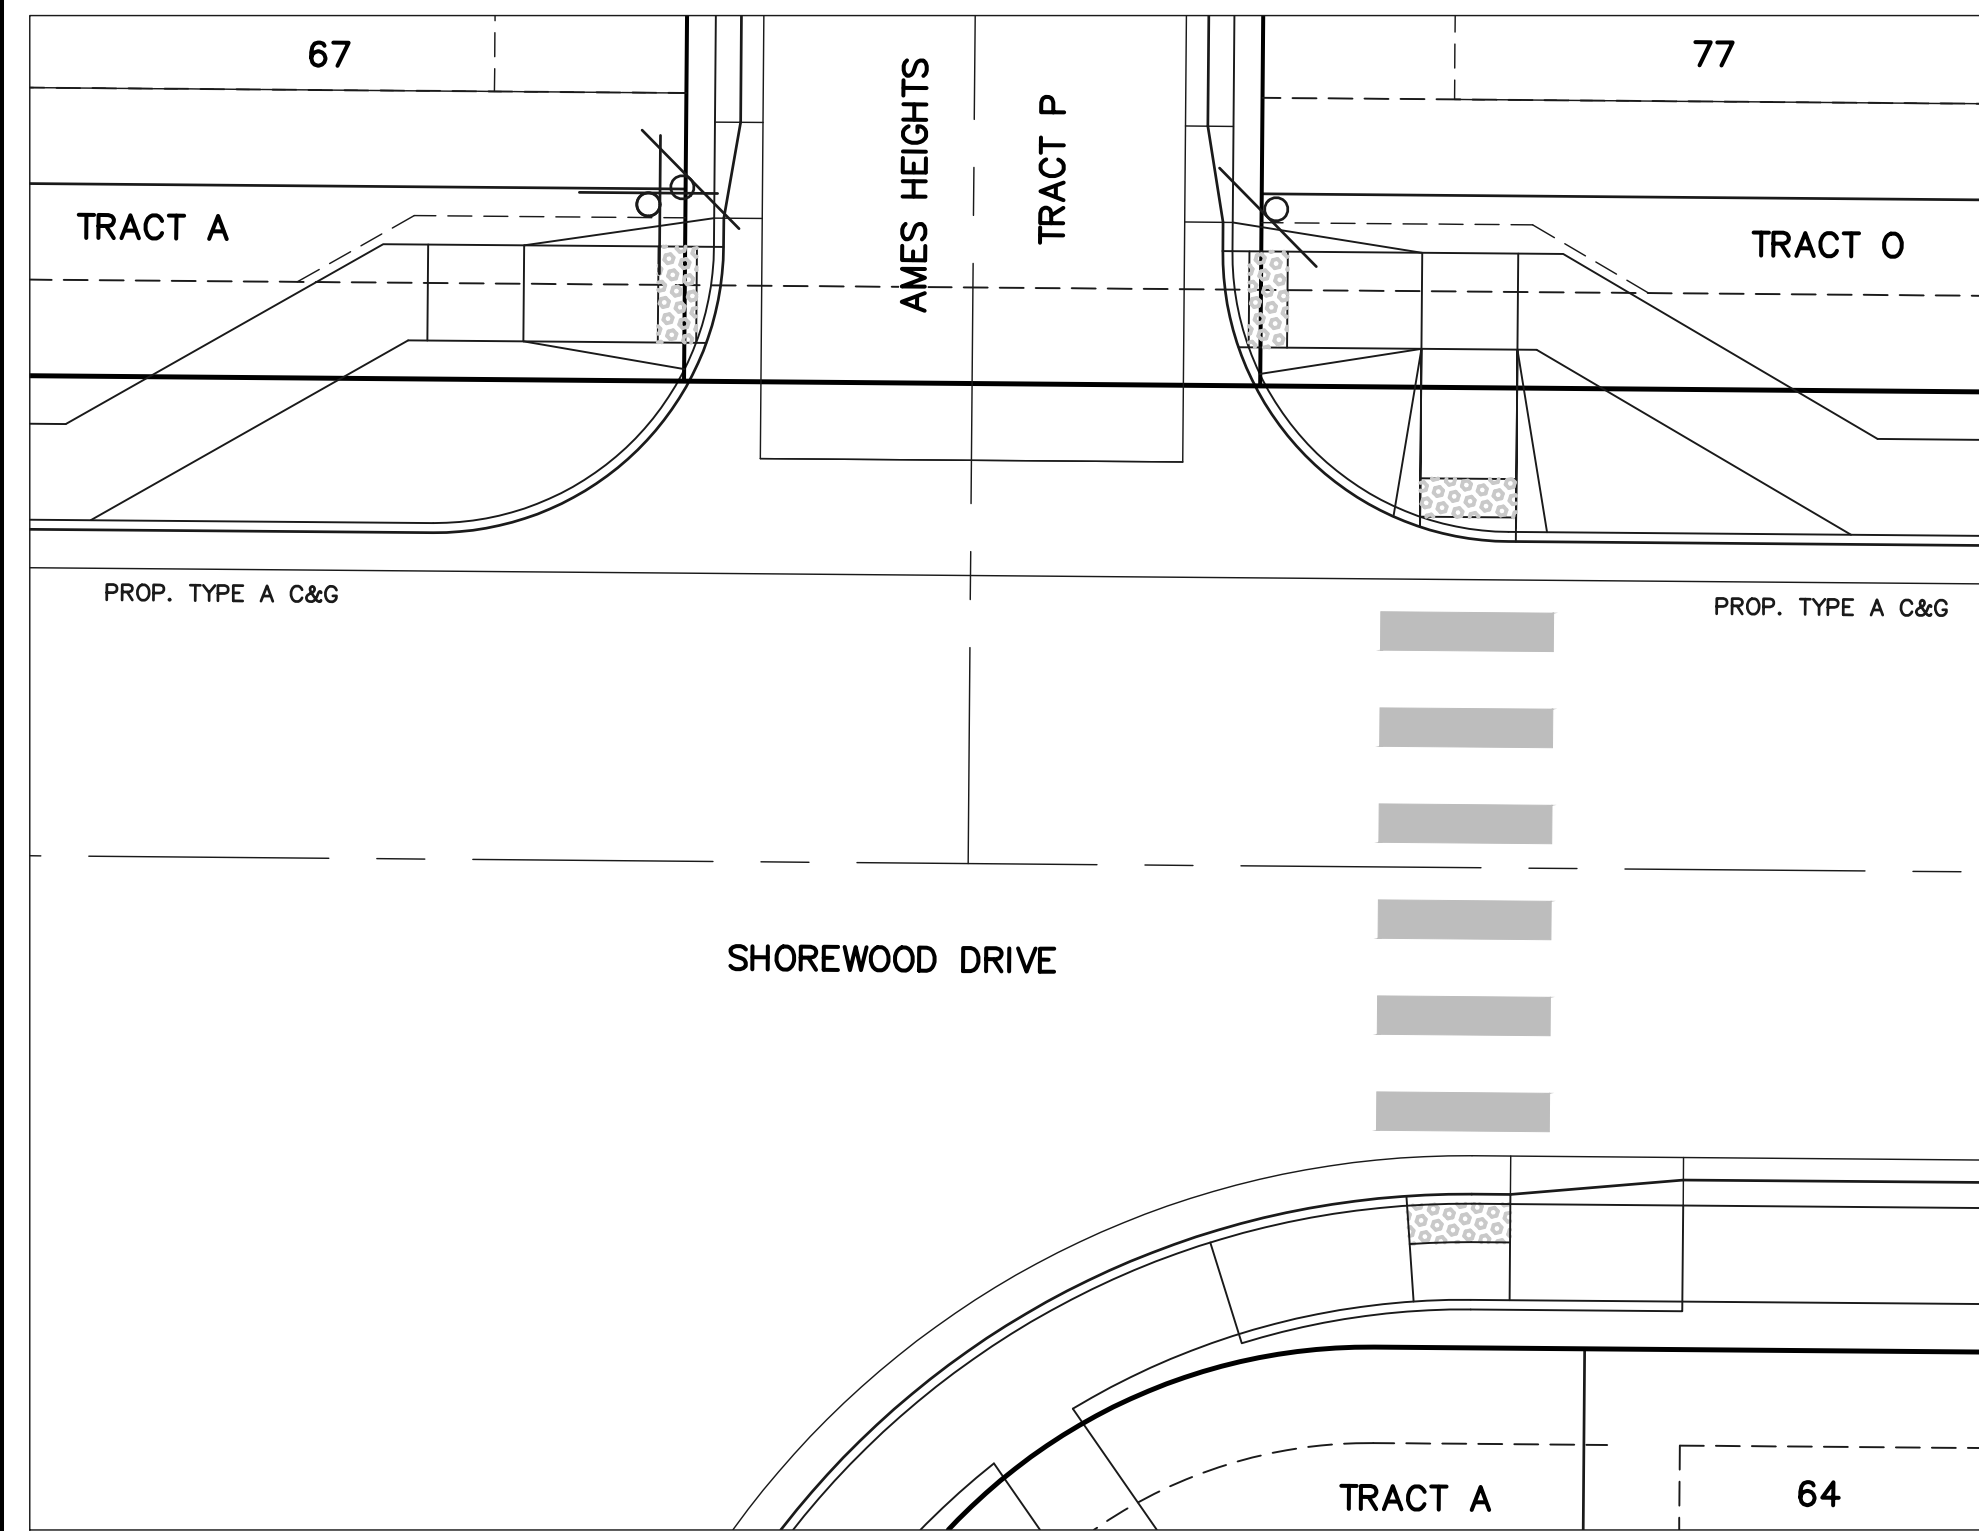 67
77
AMES HEIGHTS
TRACT P
TRACT A
TRACT O
PROP. TYPE A C&G
PROP. TYPE A C&G
SHOREWOOD DRIVE
TRACT A
64